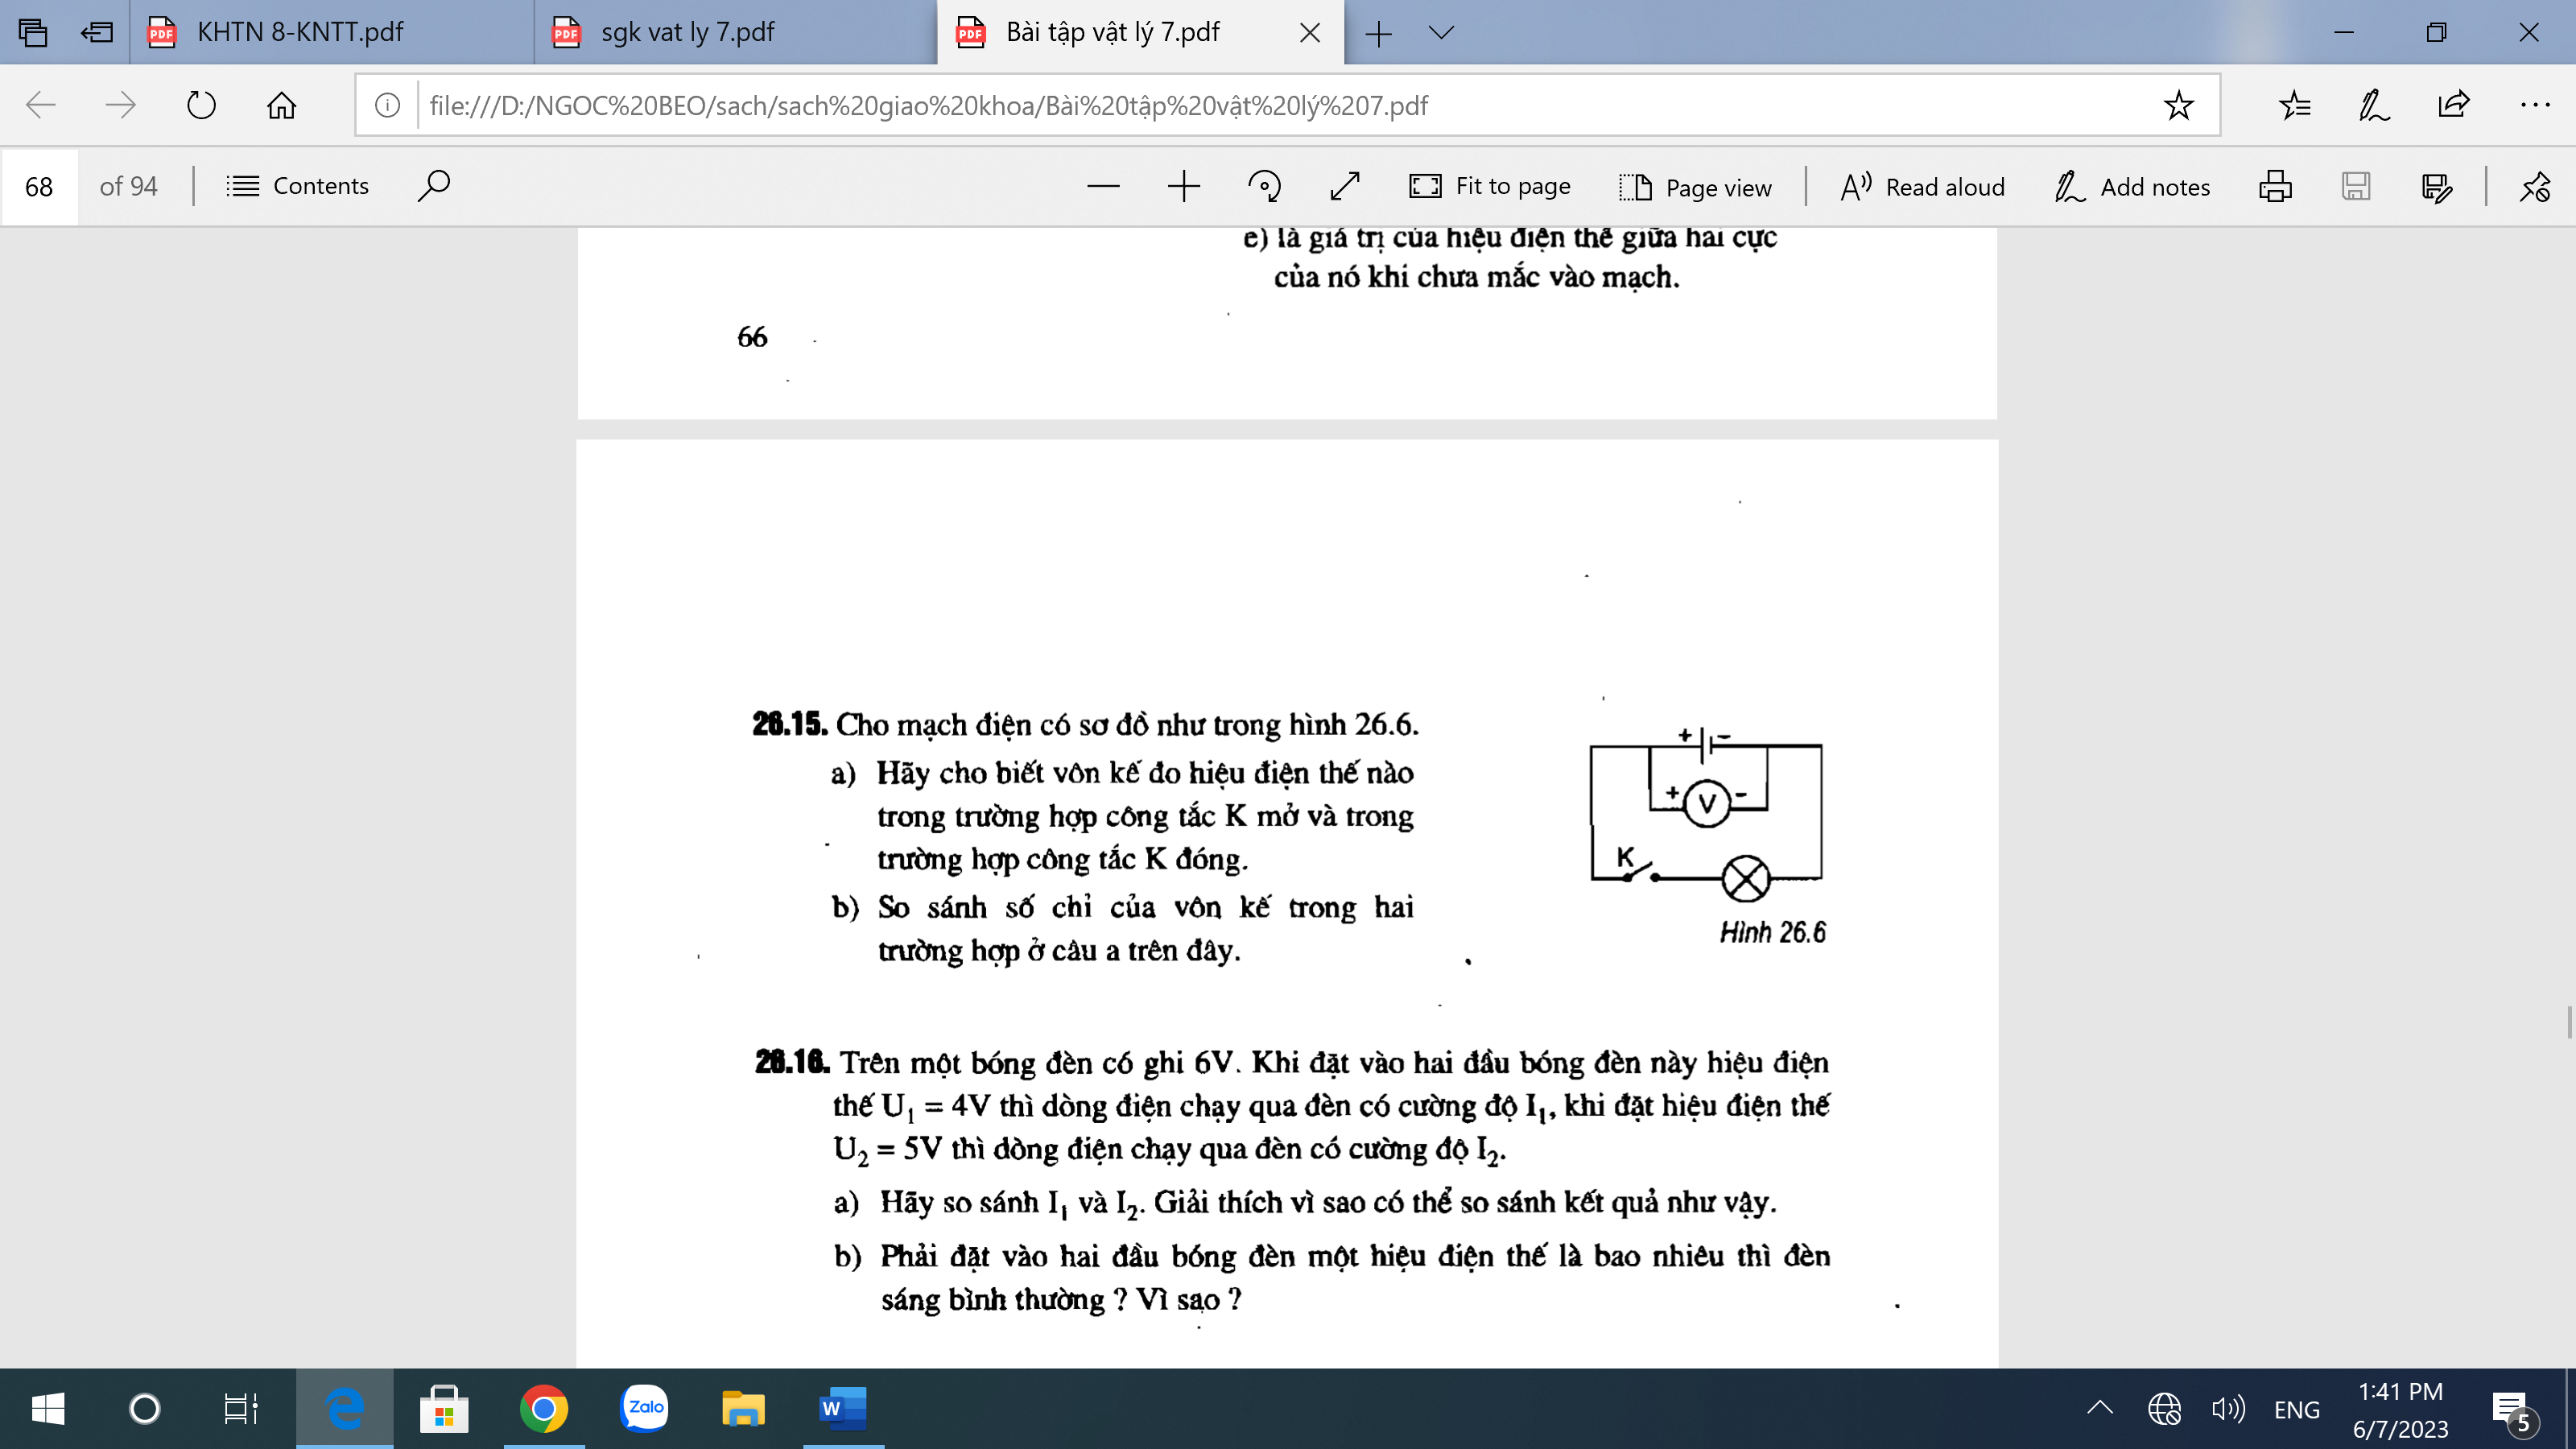 KHTN 8-KNTT.pdf
sgk vat ly 7.pdf
Bài tập vật lý 7.pdf
file:///D:/NGOC%20BEO/sach/sach%20giao%20khoa/Bài%20tập%20vật%20lý%207.pdf
68 of 94 Contents Fit to page Page view Read aloud Add notes
e) là giá trị của hiệu điện thế giữa hai cực
của nó khi chưa mắc vào mạch.
66
26.15. Cho mạch điện có sơ đồ như trong hình 26.6.
a) Hãy cho biết vôn kế đo hiệu điện thế nào
trong trường hợp công tắc K mở và trong
trường hợp công tắc K đóng.
b) So sánh số chỉ của vôn kế trong hai
trường hợp ở câu a trên đây.
+ -
+ V -
K
Hình 26.6
26.16. Trên một bóng đèn có ghi 6V. Khi đặt vào hai đầu bóng đèn này hiệu điện
thế U₁ = 4V thì dòng điện chạy qua đèn có cường độ I₁, khi đặt hiệu điện thế
U₂ = 5V thì dòng điện chạy qua đèn có cường độ I₂.
a) Hãy so sánh I₁ và I₂. Giải thích vì sao có thể so sánh kết quả như vậy.
b) Phải đặt vào hai đầu bóng đèn một hiệu điện thế là bao nhiêu thì đèn
sáng bình thường ? Vì sao ?
Zalo
W
ENG
1:41 PM
6/7/2023
5